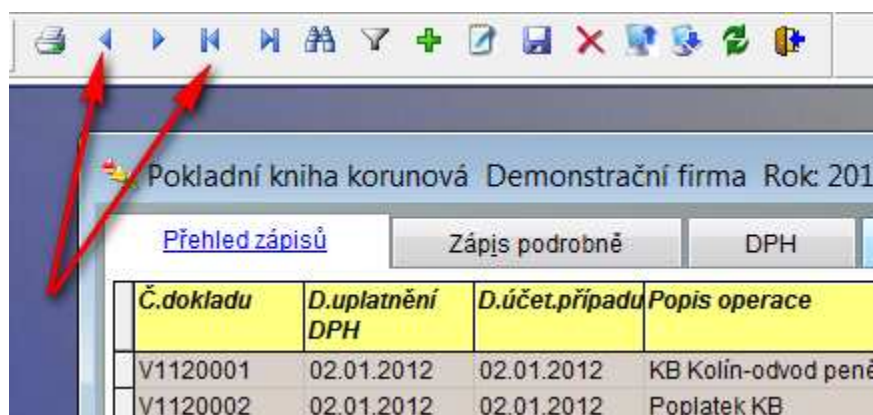 Pokladní kniha korunová Demonstrační firma Rok: 201
Přehled zápisů Zápis podrobně DPH
Č.dokladu D.uplatnění DPH D.účet.případu Popis operace
V1120001 02.01.2012 02.01.2012 KB Kolín-odvod peně
V1120002 02.01.2012 02.01.2012 Poplatek KB